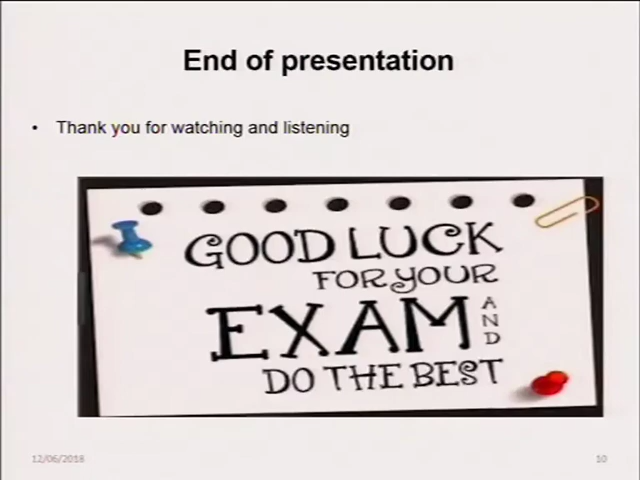 End of presentation
• Thank you for watching and listening
GOOD LUCK
FOR YOUR
EXAM AND
DO THE BEST
12/06/2018
10